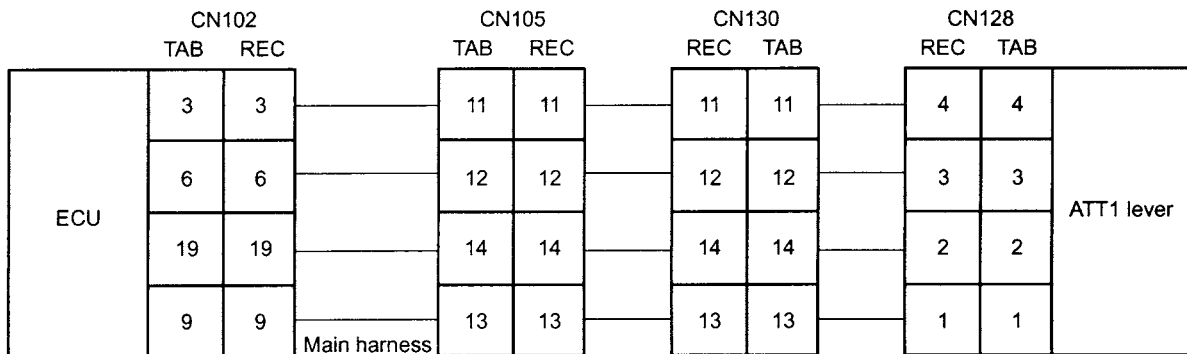 CN102 CN105 CN130 CN128
TAB REC TAB REC REC TAB REC TAB
3 3 11 11 11 11 4 4
6 6 12 12 12 12 3 3
ECU ATT1 lever
19 19 14 14 14 14 2 2
9 9 13 13 13 13 1 1
Main harness